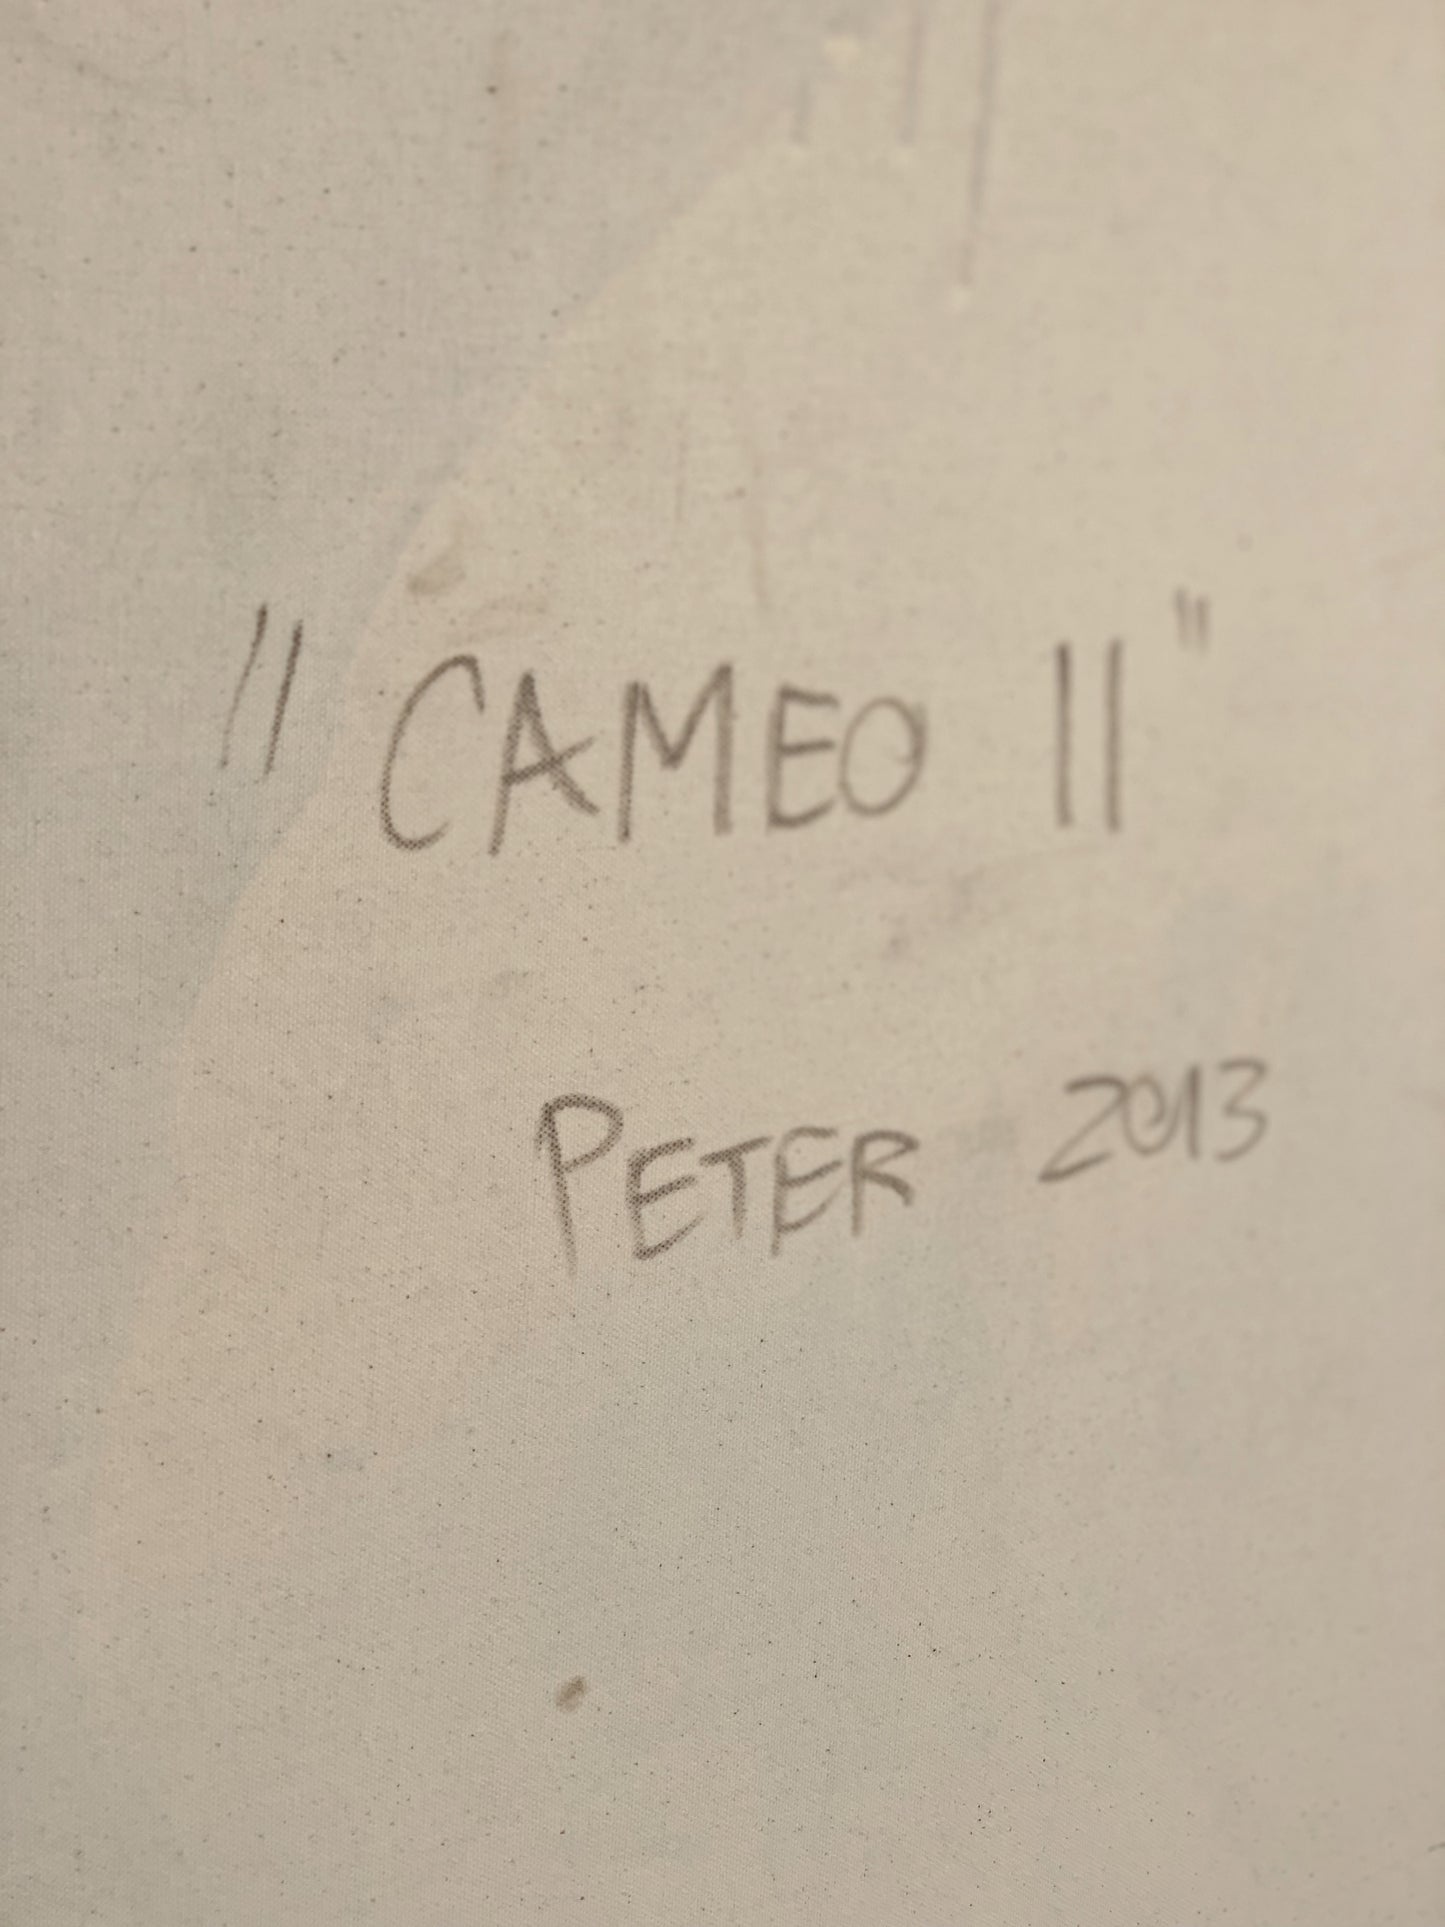 "CAMEO II"
PETER 2013